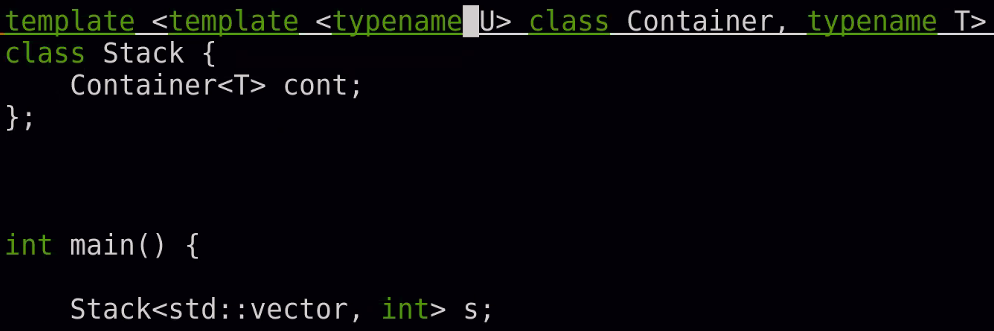 template <template <typename U> class Container, typename T>
class Stack {
    Container<T> cont;
};
int main() {
    Stack<std::vector, int> s;